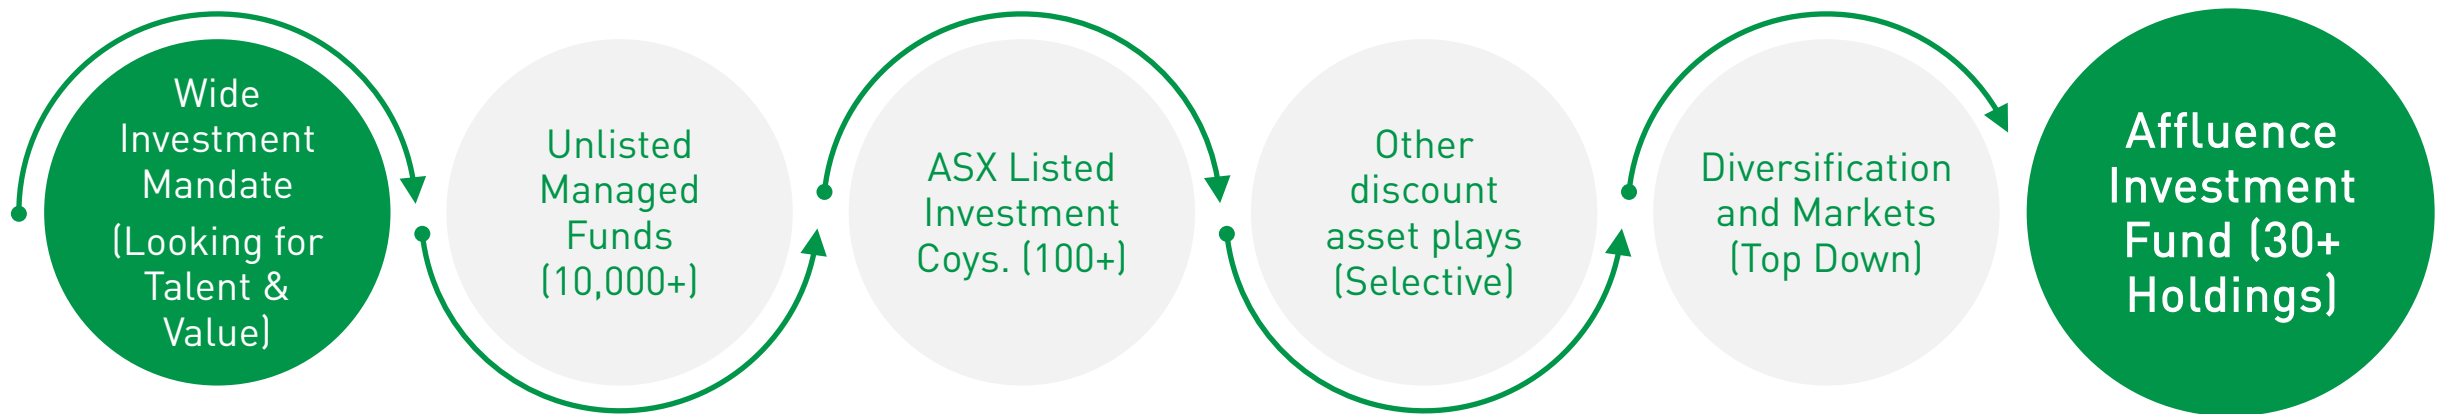 Wide
Investment
Mandate
(Looking for
Talent &
Value)
Unlisted
Managed
Funds
(10,000+)
ASX Listed
Investment
Coys. (100+)
Other
discount
asset plays
(Selective)
Diversification
and Markets
(Top Down)
Affluence
Investment
Fund (30+
Holdings)